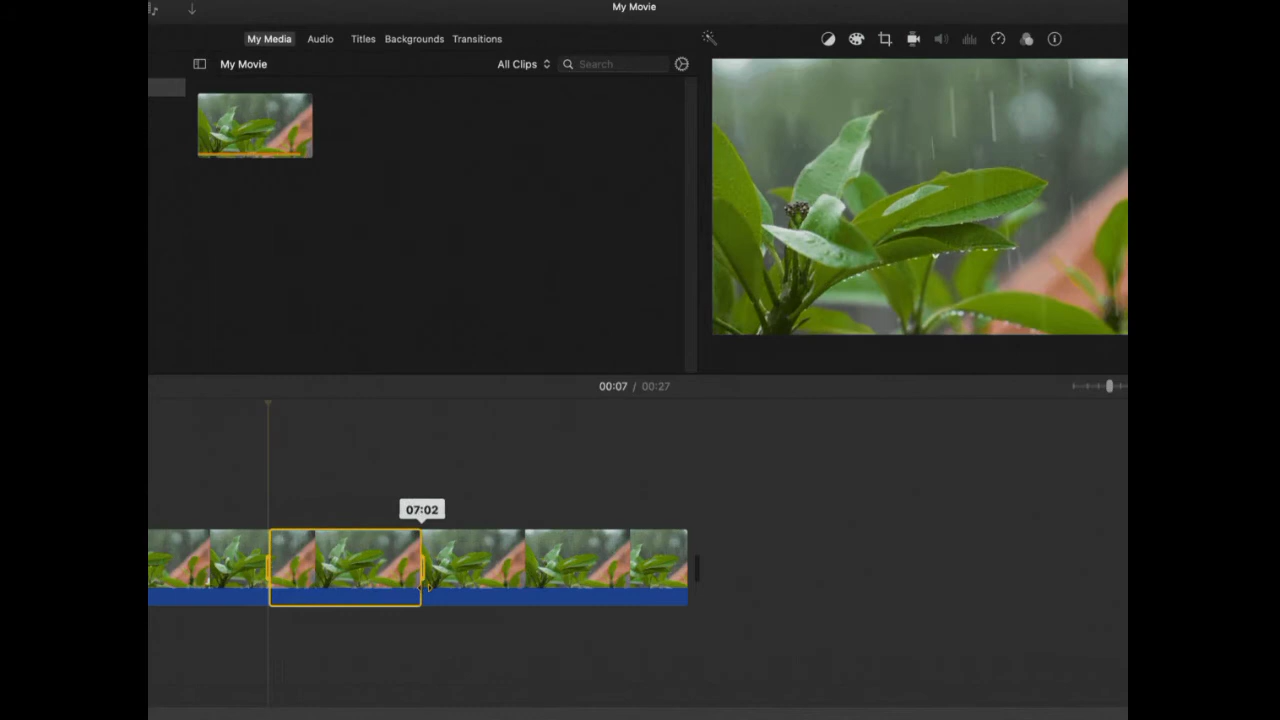 My Movie
My Media Audio Titles Backgrounds Transitions
My Movie All Clips Search
00:07 / 00:27
07:02